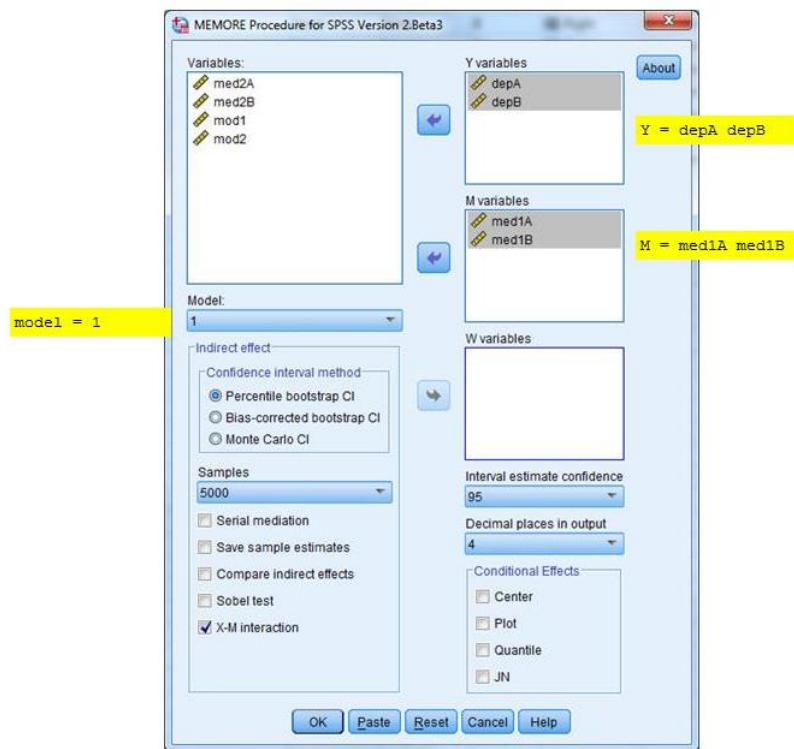 MEMORE Procedure for SPSS Version 2.Beta3
Variables:
med2A
med2B
mod1
mod2
Y variables
depA
depB
About
Y = depA depB
M variables
med1A
med1B
M = med1A med1B
Model:
1
model = 1
Indirect effect
Confidence interval method
Percentile bootstrap CI
Bias-corrected bootstrap CI
Monte Carlo CI
Samples
5000
Serial mediation
Save sample estimates
Compare indirect effects
Sobel test
X-M interaction
W variables
Interval estimate confidence
95
Decimal places in output
4
Conditional Effects
Center
Plot
Quantile
JN
OK
Paste
Reset
Cancel
Help